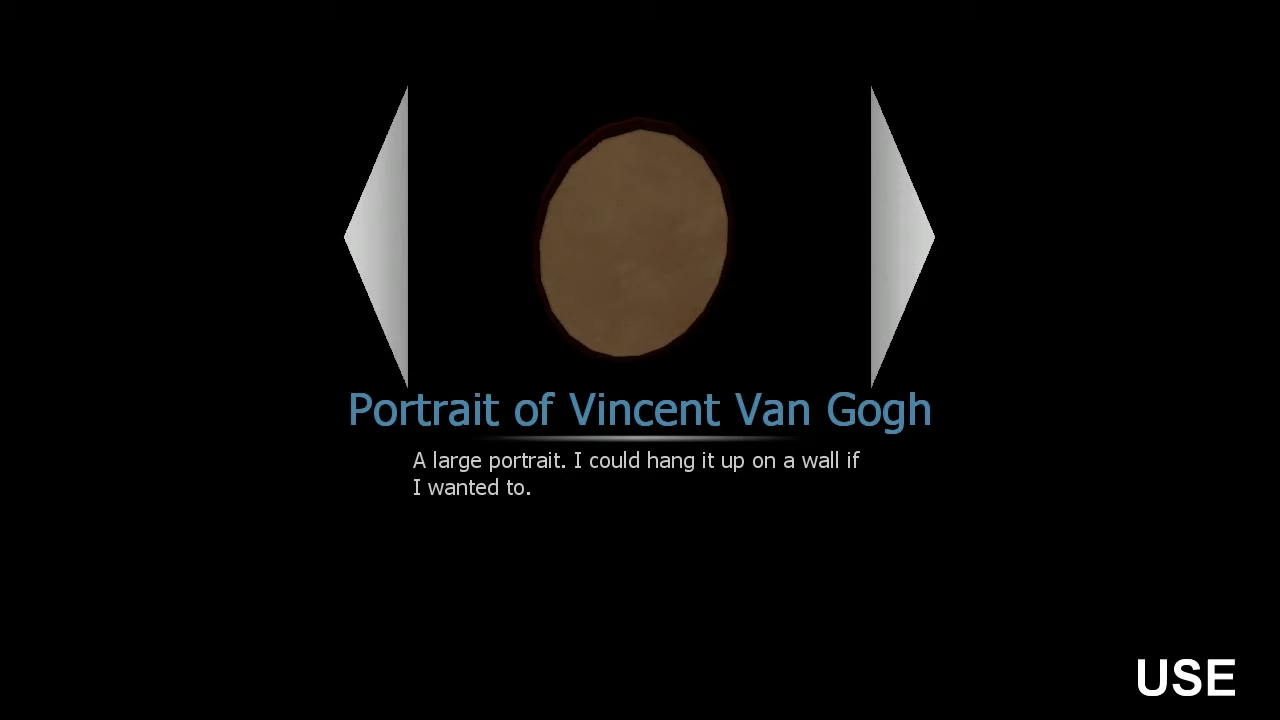 Portrait of Vincent Van Gogh
A large portrait. I could hang it up on a wall if
I wanted to.
USE